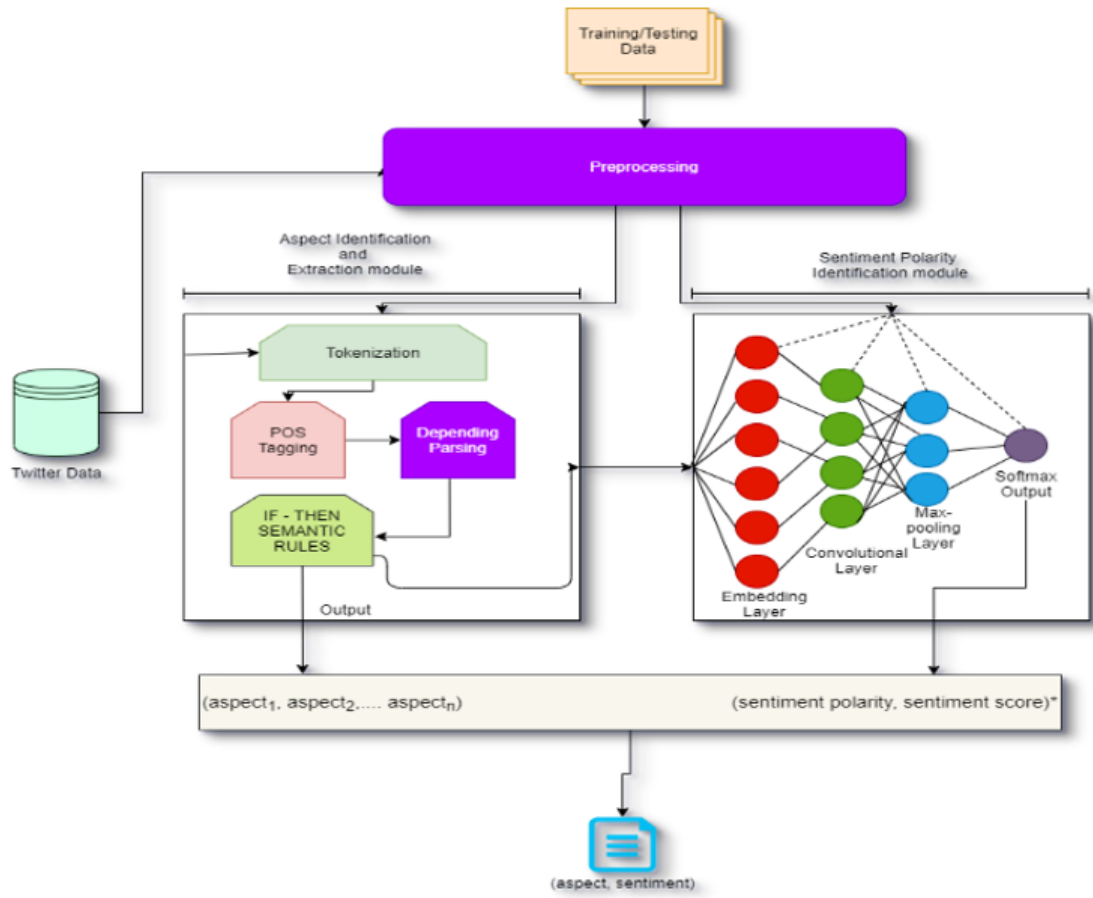 Training/Testing
Data
Preprocessing
Aspect Identification
and
Extraction module
Sentiment Polarity
Identification module
Tokenization
POS
Tagging
Depending
Parsing
IF - THEN
SEMANTIC
RULES
Output
Twitter Data
Softmax
Output
Max-
pooling
Layer
Convolutional
Layer
Embedding
Layer
(aspect₁, aspect₂,.... aspectₙ)
(sentiment polarity, sentiment score)*
(aspect, sentiment)